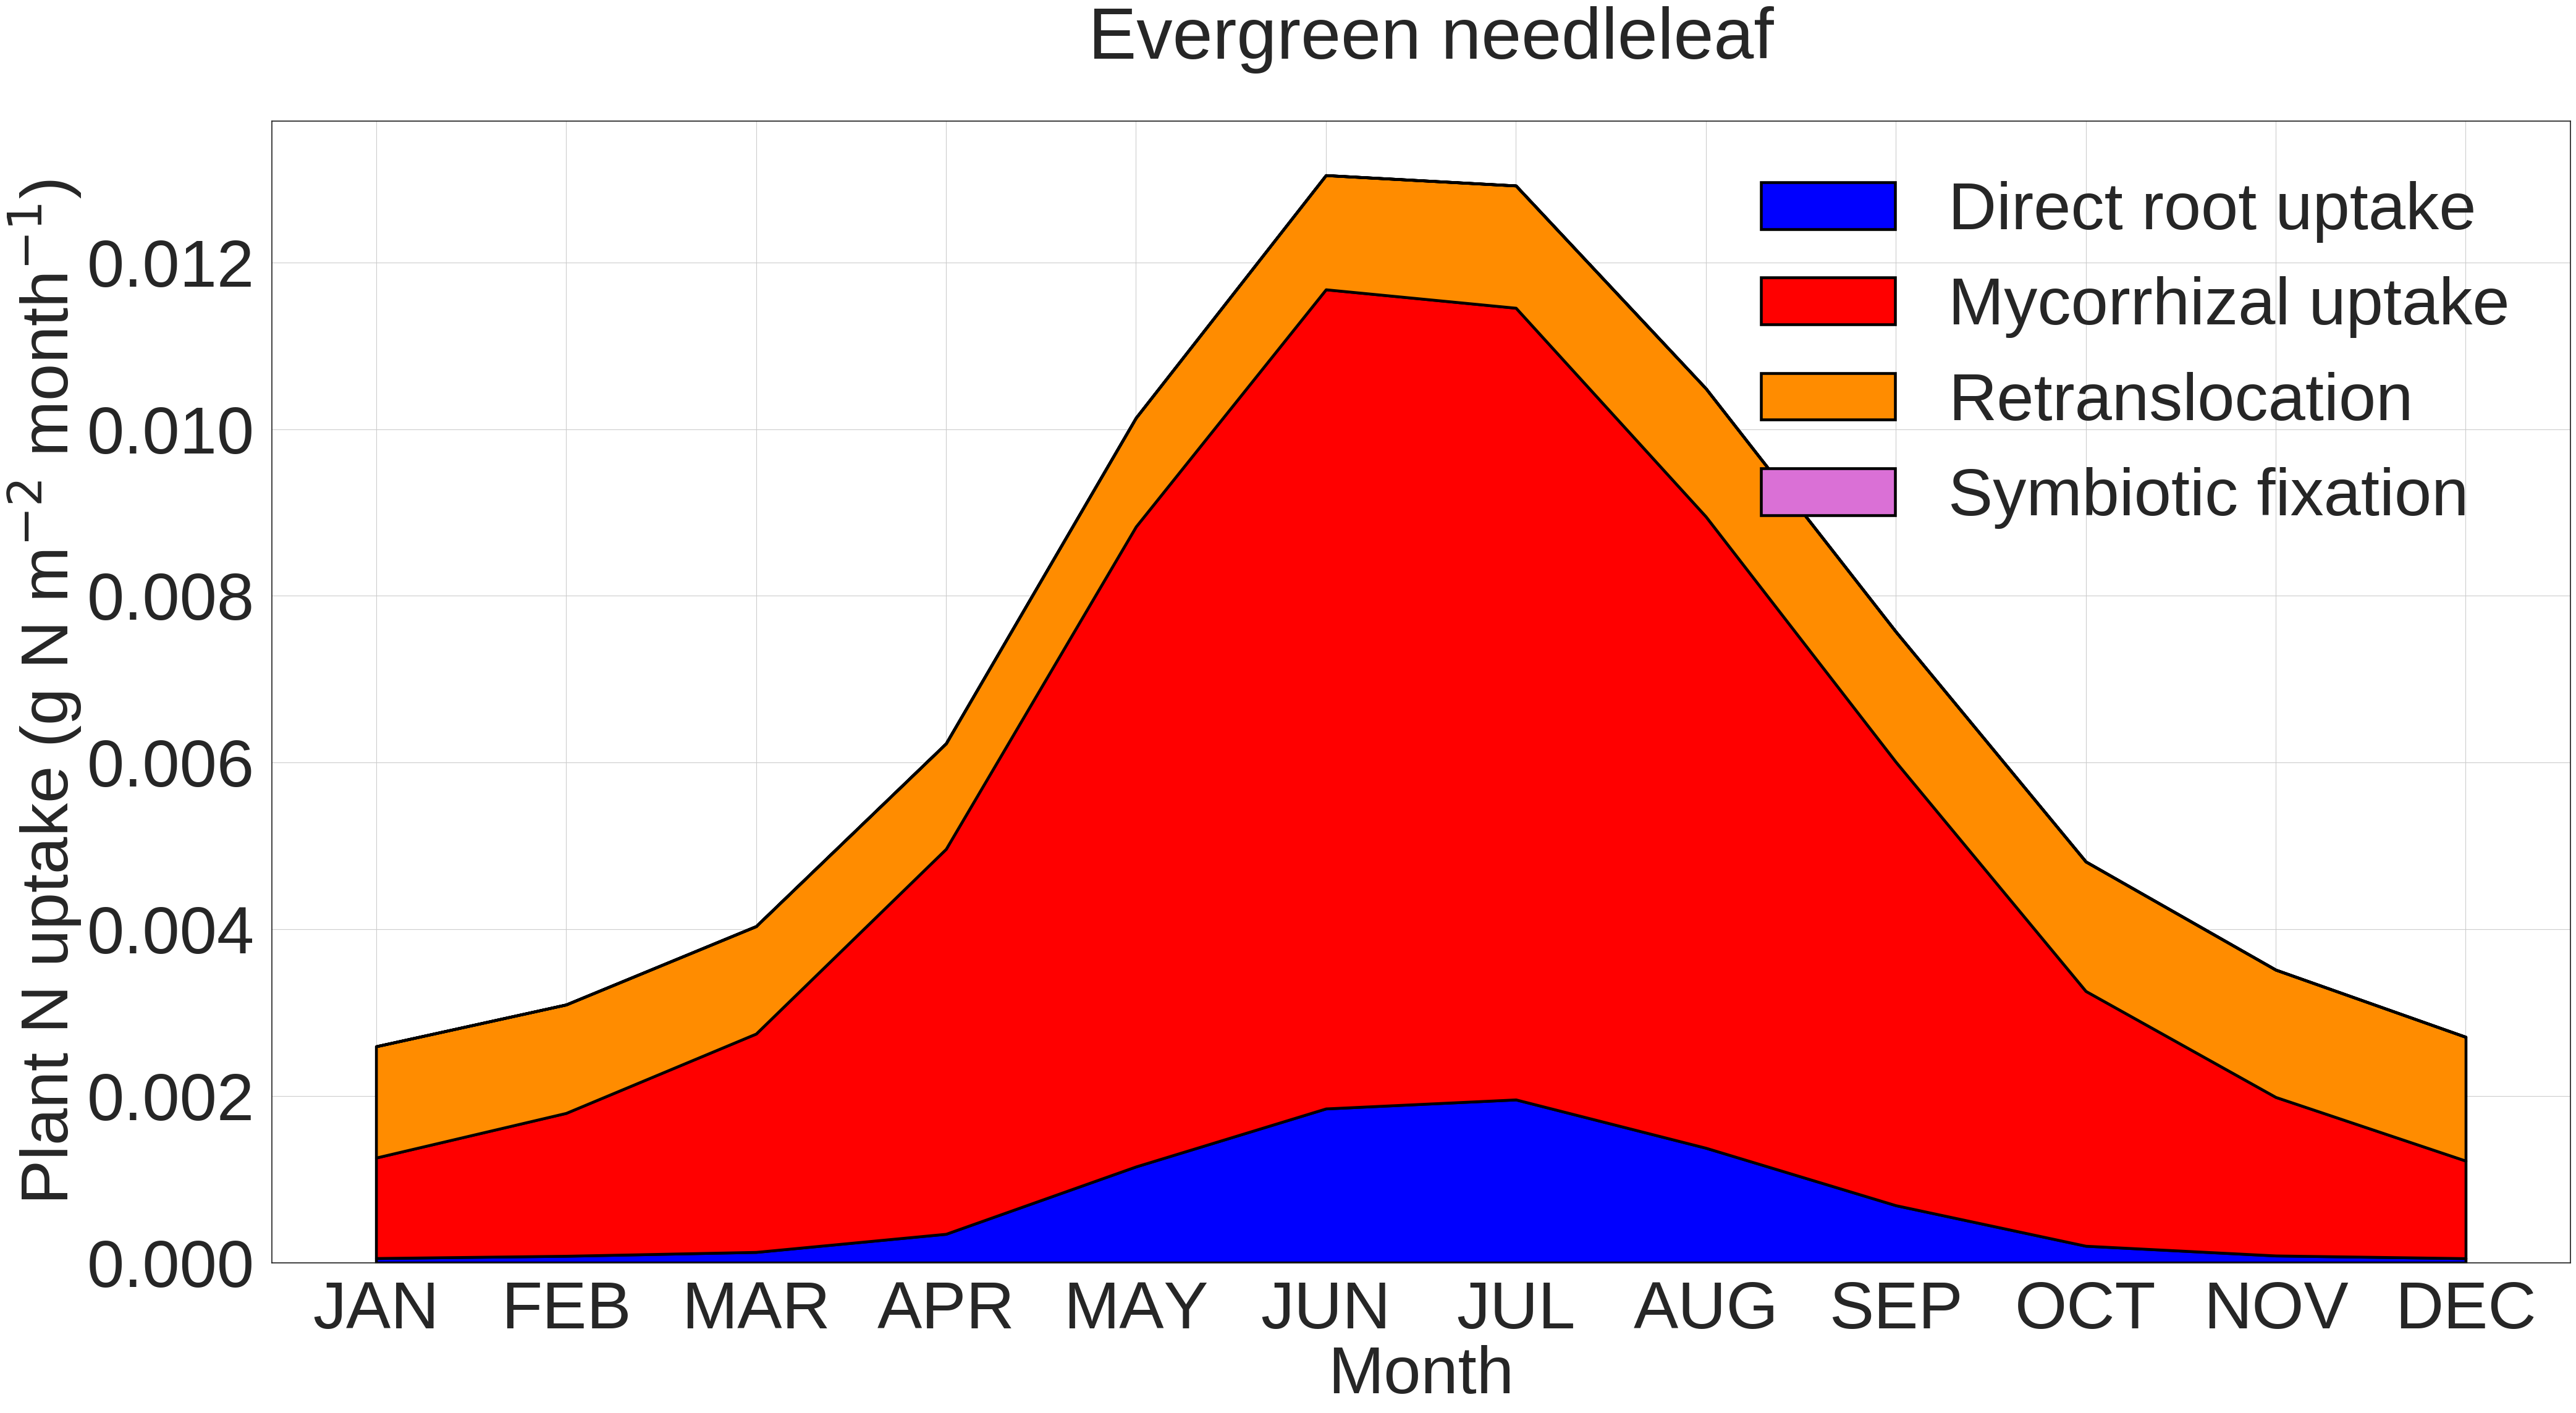 Evergreen needleleaf
Plant N uptake (g N m⁻² month⁻¹)
0.012
0.010
0.008
0.006
0.004
0.002
0.000
Direct root uptake
Mycorrhizal uptake
Retranslocation
Symbiotic fixation
JAN FEB MAR APR MAY JUN JUL AUG SEP OCT NOV DEC
Month